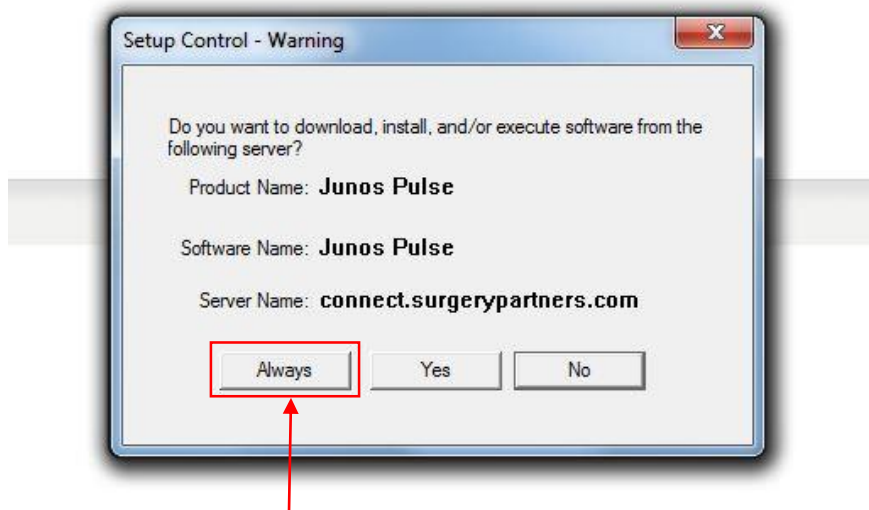 Setup Control - Warning
Do you want to download, install, and/or execute software from the
following server?
Product Name: Junos Pulse
Software Name: Junos Pulse
Server Name: connect.surgerypartners.com
Always Yes No